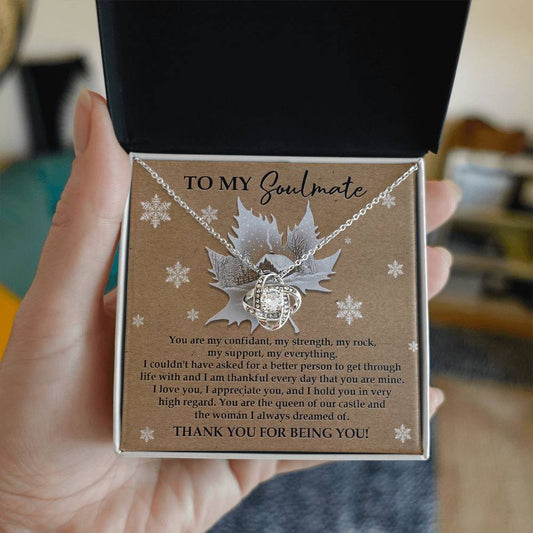 TO MY Soulmate
You are my confidant, my strength, my rock,
my support, my everything.
I couldn't have asked for a better person to get through
life with and I am thankful every day that you are mine.
I love you, I appreciate you, and I hold you in very
high regard. You are the queen of our castle and
the woman I always dreamed of.
THANK YOU FOR BEING YOU!